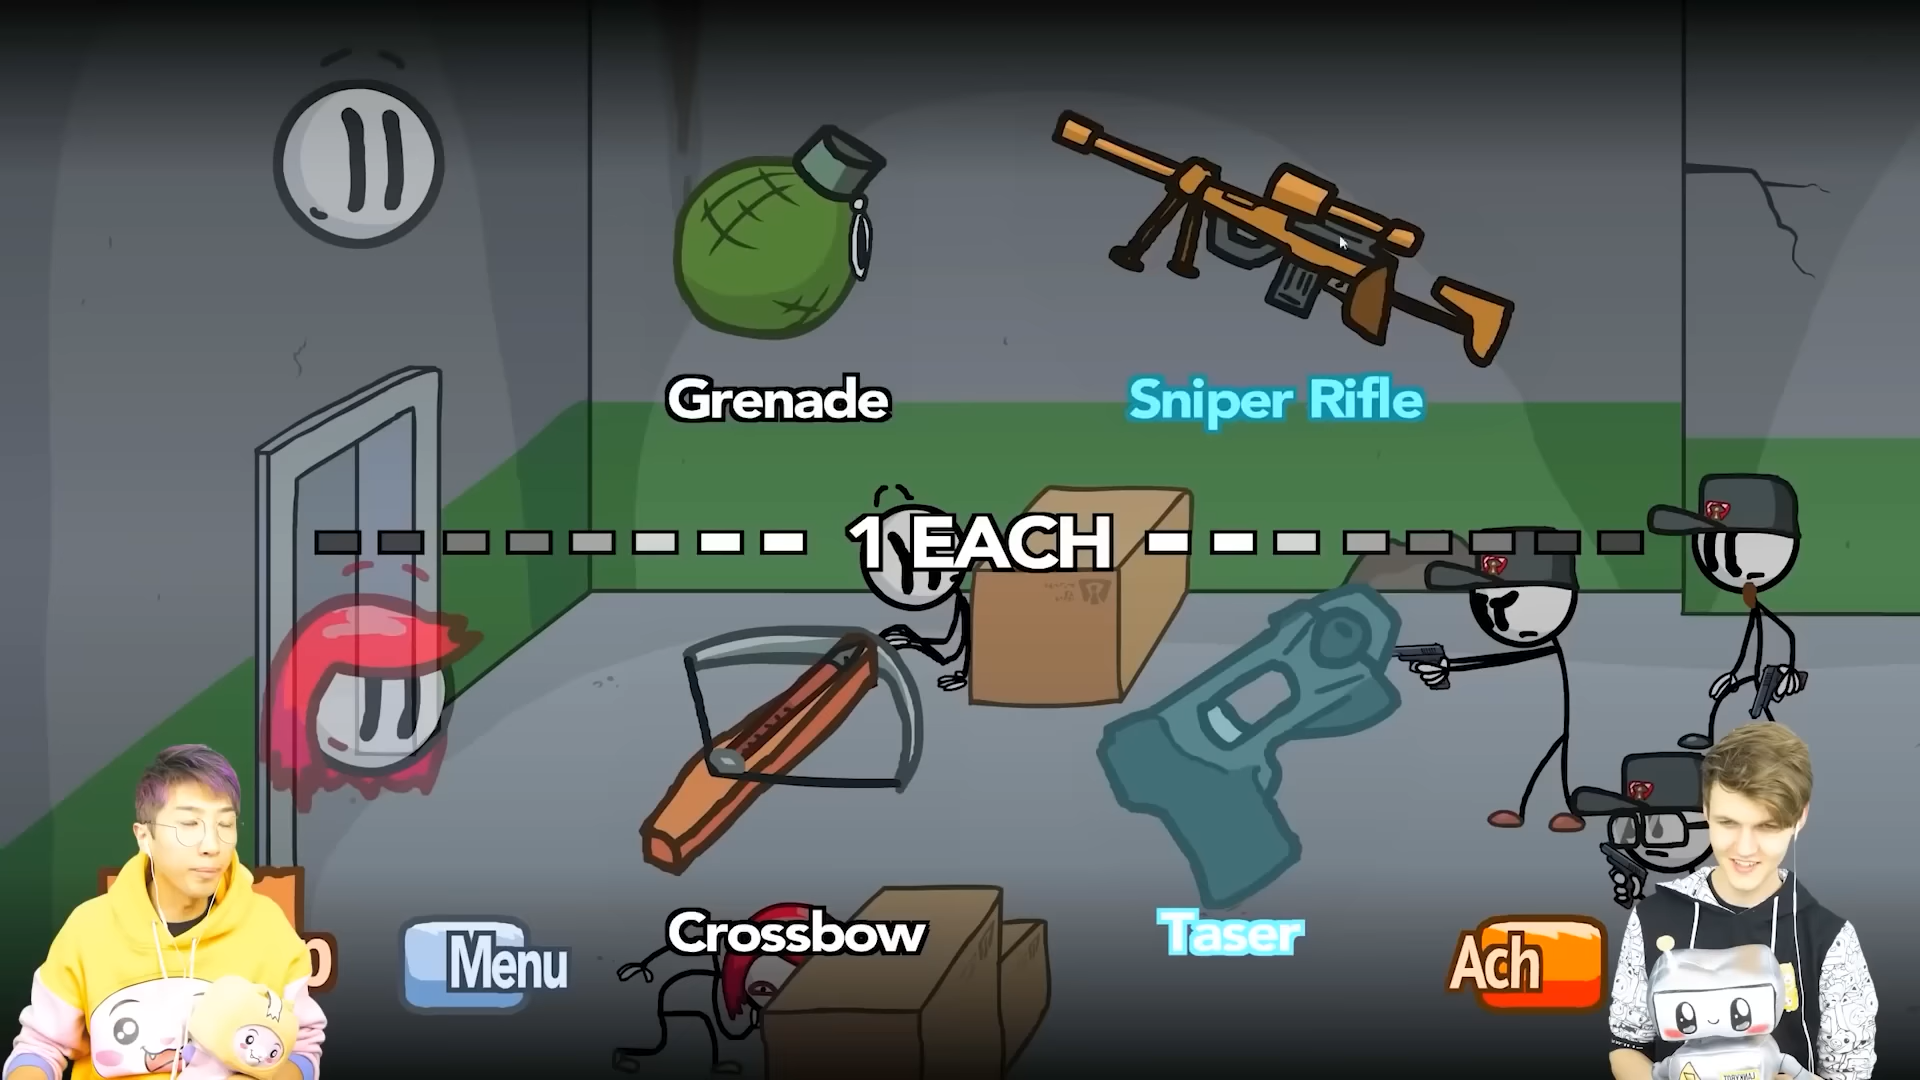 Grenade
Sniper Rifle
1 EACH
Crossbow
Taser
p
Menu
Ach